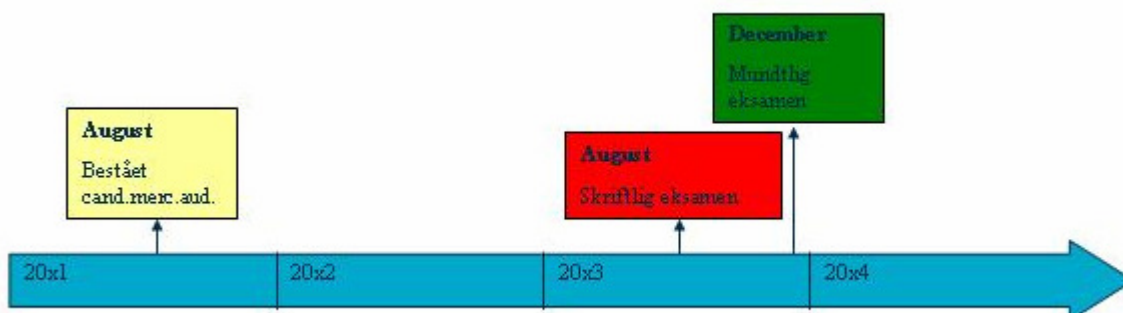 December
Mundtlig
eksamen
August
Bestået
cand.merc.aud.
August
Skriftlig eksamen
20x1
20x2
20x3
20x4